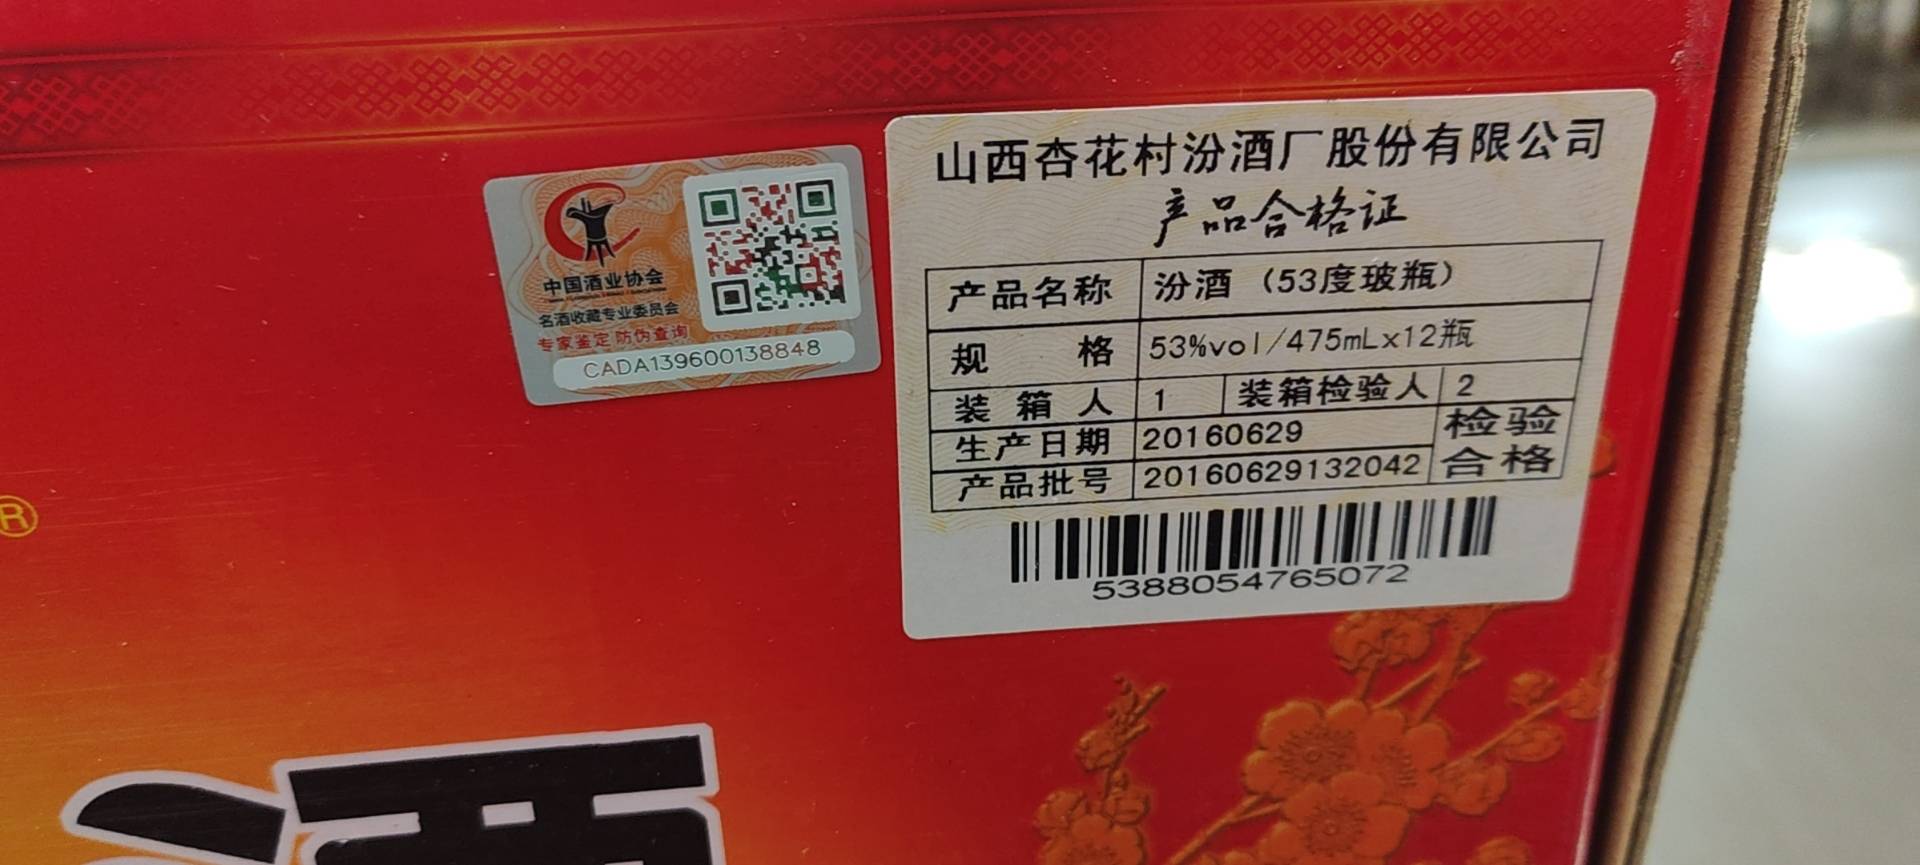 山西杏花村汾酒厂股份有限公司
产品合格证
产品名称 汾酒（53度玻瓶）
规格 53%vol/475mLx12瓶
装箱人 1 装箱检验人 2
生产日期 20160629 检验
产品批号 20160629132042 合格
5388054765072
中国酒业协会
名酒收藏专业委员会
专家鉴定 防伪查询
CADA139600138848
®
酒